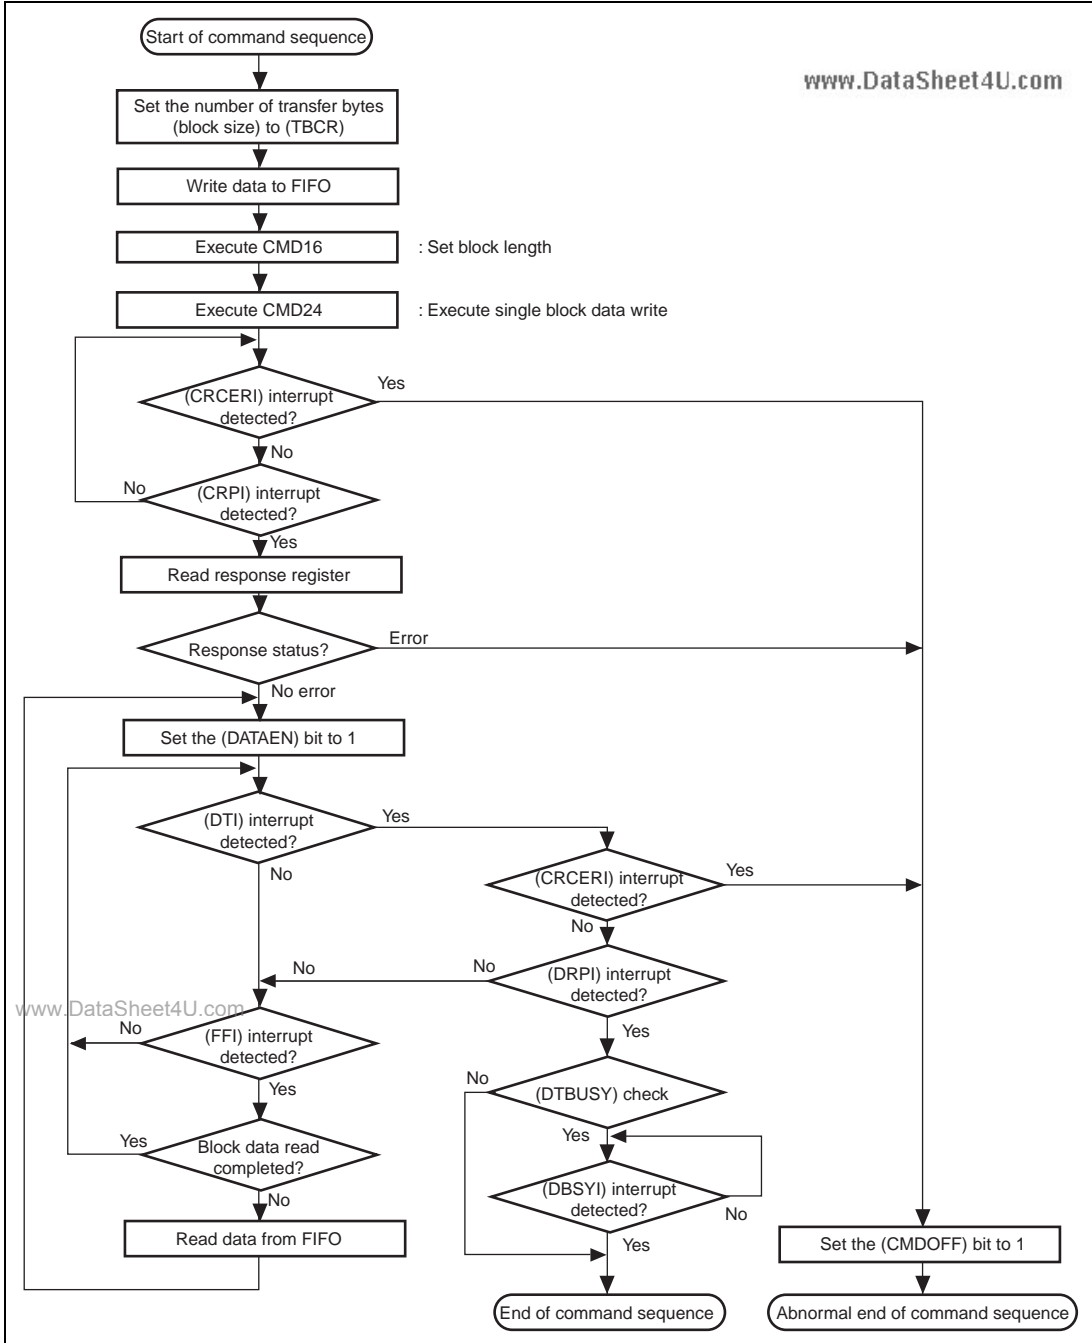 Start of command sequence
www.DataSheet4U.com
Set the number of transfer bytes
(block size) to (TBCR)
Write data to FIFO
Execute CMD16
: Set block length
Execute CMD24
: Execute single block data write
Yes
(CRCERI) interrupt
detected?
No
No
(CRPI) interrupt
detected?
Yes
Read response register
Error
Response status?
No error
Set the (DATAEN) bit to 1
(DTI) interrupt
detected?
Yes
No
(CRCERI) interrupt
detected?
Yes
No
No
No
(DRPI) interrupt
detected?
www.DataSheet4U.com
No
(FFI) interrupt
detected?
Yes
Yes
No
(DTBUSY) check
Yes
Yes
Block data read
completed?
No
(DBSYI) interrupt
detected?
No
Read data from FIFO
Yes
Set the (CMDOFF) bit to 1
End of command sequence
Abnormal end of command sequence